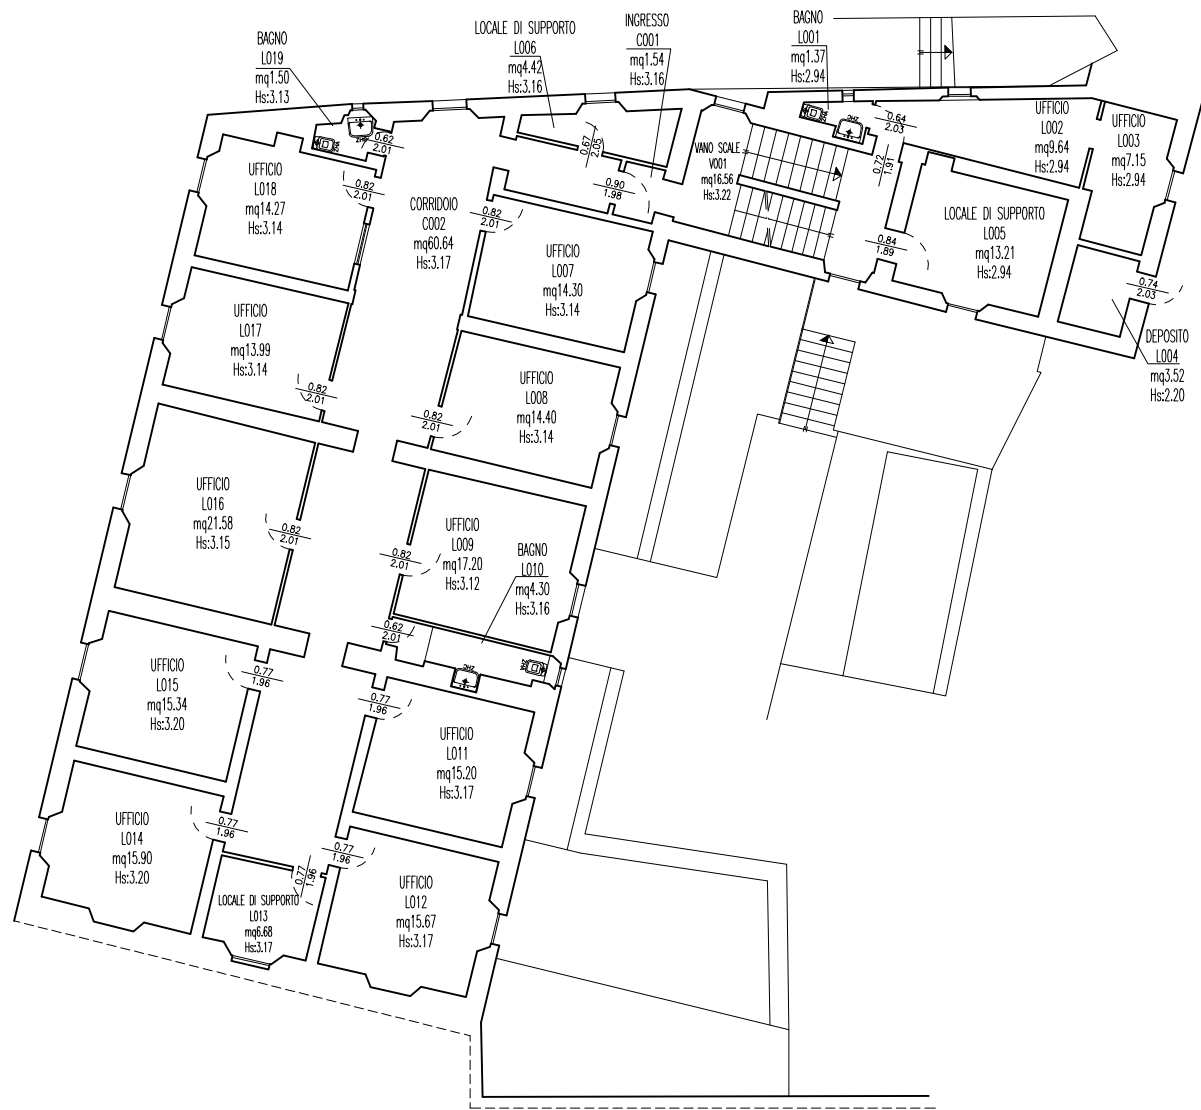 BAGNO
L019
mq1.50
Hs:3.13
LOCALE DI SUPPORTO
L006
mq4.42
Hs:3.16
INGRESSO
C001
mq1.54
Hs:3.16
BAGNO
L001
mq1.37
Hs:2.94
UFFICIO
L002
mq9.64
Hs:2.94
UFFICIO
L003
mq7.15
Hs:2.94
0.64
2.03
0.72
1.91
0.62
2.01
0.67
2.05
VANO SCALE
V001
mq16.56
Hs:3.22
UFFICIO
L018
mq14.27
Hs:3.14
0.82
2.01
CORRIDOIO
C002
mq60.64
Hs:3.17
0.82
2.01
0.90
1.98
LOCALE DI SUPPORTO
L005
mq13.21
Hs:2.94
0.84
1.89
UFFICIO
L007
mq14.30
Hs:3.14
0.74
2.03
DEPOSITO
L004
mq3.52
Hs:2.20
UFFICIO
L017
mq13.99
Hs:3.14
0.82
2.01
UFFICIO
L008
mq14.40
Hs:3.14
0.82
2.01
UFFICIO
L016
mq21.58
Hs:3.15
0.82
2.01
UFFICIO
L009
mq17.20
Hs:3.12
0.82
2.01
BAGNO
L010
mq4.30
Hs:3.16
0.62
2.01
UFFICIO
L015
mq15.34
Hs:3.20
0.77
1.96
0.77
1.96
UFFICIO
L011
mq15.20
Hs:3.17
UFFICIO
L014
mq15.90
Hs:3.20
0.77
1.96
0.77
1.96
0.77
1.96
LOCALE DI SUPPORTO
L013
mq6.68
Hs:3.17
UFFICIO
L012
mq15.67
Hs:3.17